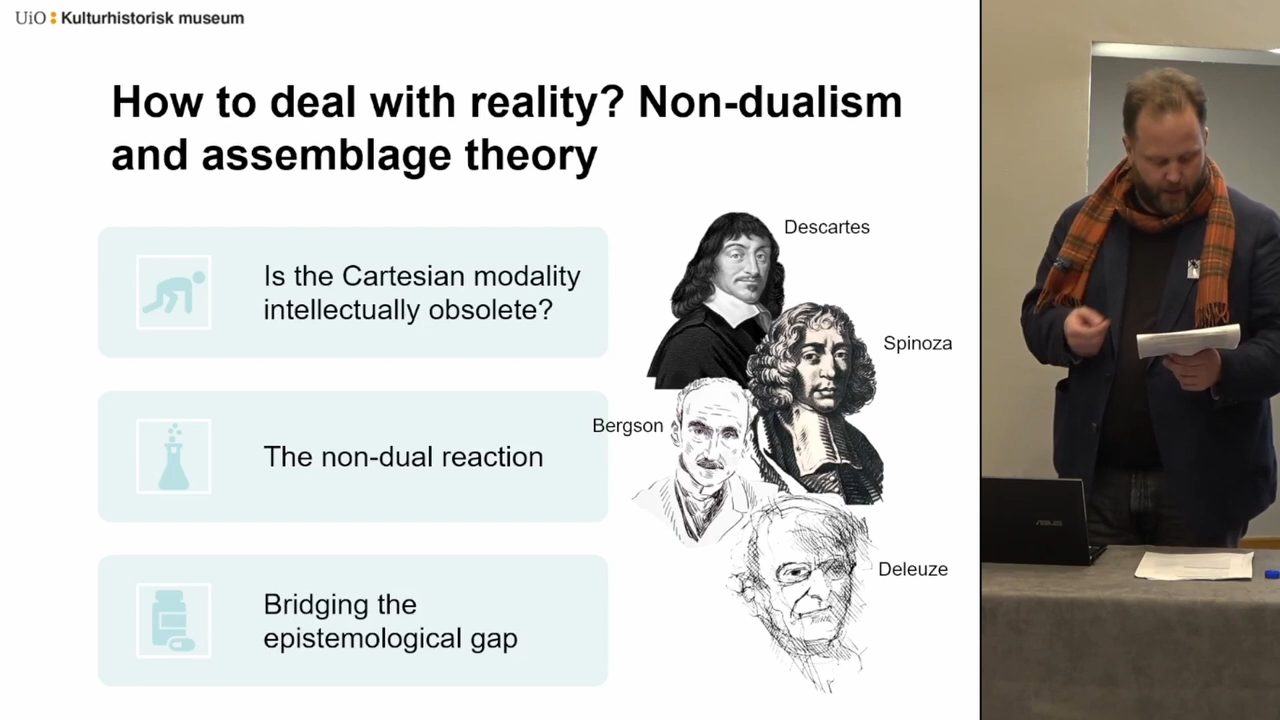 UiO : Kulturhistorisk museum
How to deal with reality? Non-dualism
and assemblage theory
Is the Cartesian modality
intellectually obsolete?
The non-dual reaction
Bridging the
epistemological gap
Descartes
Spinoza
Bergson
Deleuze
ASUS